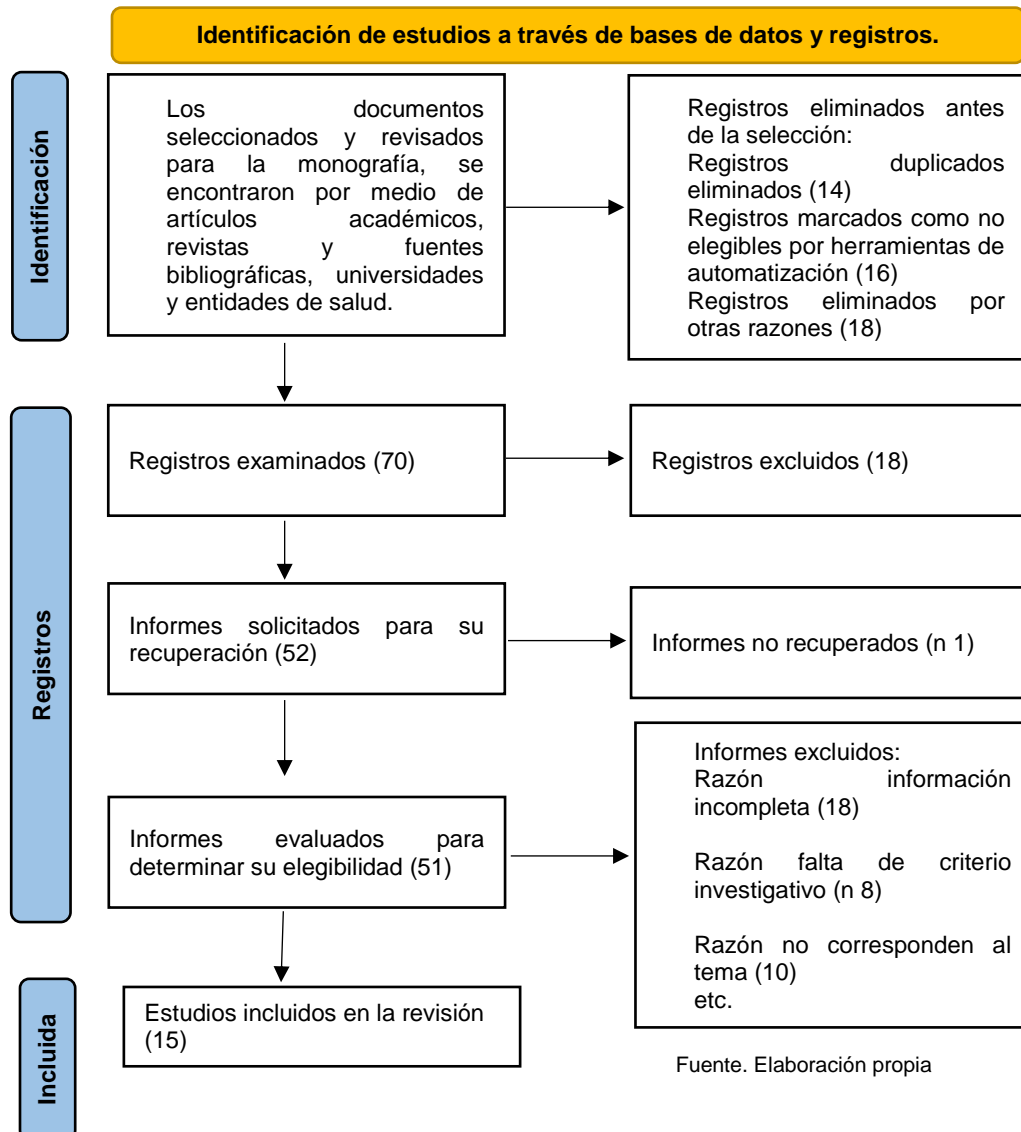 Identificación de estudios a través de bases de datos y registros.
Identificación
Los documentos
seleccionados y revisados
para la monografía, se
encontraron por medio de
artículos académicos,
revistas y fuentes
bibliográficas, universidades
y entidades de salud.
Registros eliminados antes
de la selección:
Registros duplicados
eliminados (14)
Registros marcados como no
elegibles por herramientas de
automatización (16)
Registros eliminados por
otras razones (18)
Registros
Registros examinados (70)
Registros excluidos (18)
Informes solicitados para su
recuperación (52)
Informes no recuperados (n 1)
Informes evaluados para
determinar su elegibilidad (51)
Informes excluidos:
Razón información
incompleta (18)
Razón falta de criterio
investigativo (n 8)
Razón no corresponden al
tema (10)
etc.
Incluida
Estudios incluidos en la revisión
(15)
Fuente. Elaboración propia